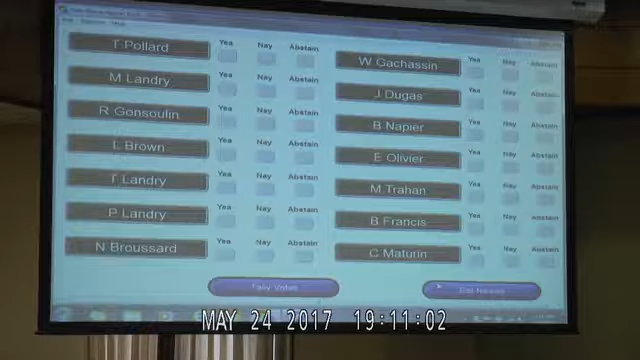 T Pollard Yea Nay Abstain
M Landry Yea Nay Abstain
R Gonsoulin Yea Nay Abstain
L Brown Yea Nay Abstain
T Landry Yea Nay Abstain
P Landry Yea Nay Abstain
N Broussard Yea Nay Abstain
W Gachassin Yea Nay Abstain
J Dugas Yea Nay Abstain
B Napier Yea Nay Abstain
E Olivier Yea Nay Abstain
M Trahan Yea Nay Abstain
B Francis Yea Nay Abstain
C Maturin Yea Nay Abstain
Tally Votes
Edit Names
MAY 24 2017 19:11:02